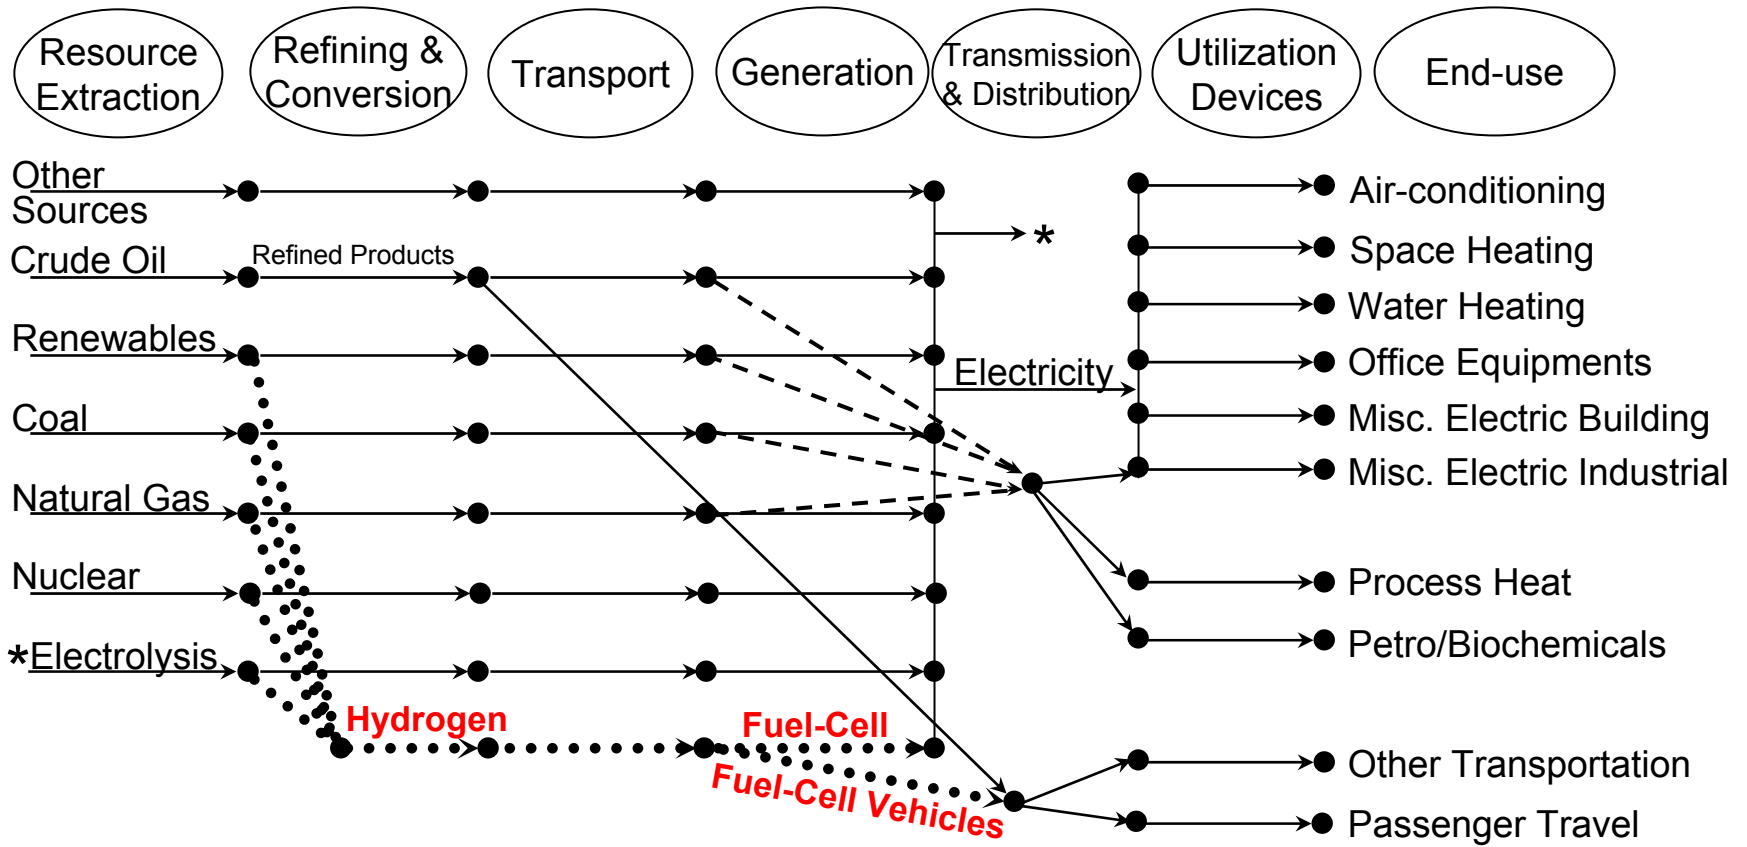 Resource
Extraction
Refining &
Conversion
Transport
Generation
Transmission
& Distribution
Utilization
Devices
End-use
Other
Sources
Crude Oil
Refined Products
Renewables
Coal
Natural Gas
Nuclear
*Electrolysis
Hydrogen
Fuel-Cell
Fuel-Cell Vehicles
*
Electricity
Air-conditioning
Space Heating
Water Heating
Office Equipments
Misc. Electric Building
Misc. Electric Industrial
Process Heat
Petro/Biochemicals
Other Transportation
Passenger Travel